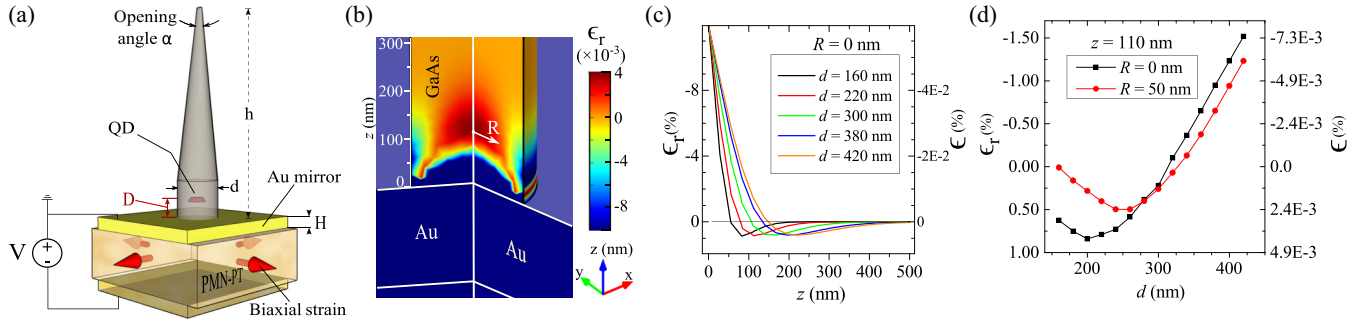 (a)
Opening
angle α
h
QD
D
d
Au mirror
H
V
PMN-PT
Biaxial strain
(b)
ϵr
(×10⁻³)
300
200
100
0
z (nm)
GaAs
R
Au
Au
4
2
0
-2
-4
-6
-8
z (nm)
y
x
(c)
R = 0 nm
d = 160 nm
d = 220 nm
d = 300 nm
d = 380 nm
d = 420 nm
-8
-4
0
ϵr(%)
-4E-2
-2E-2
0
ϵ(%)
0
100
200
300
400
500
z (nm)
(d)
z = 110 nm
R = 0 nm
R = 50 nm
-1.50
-1.00
-0.50
0.00
0.50
1.00
ϵr(%)
-7.3E-3
-4.9E-3
-2.4E-3
0.0
2.4E-3
4.9E-3
ϵ(%)
200
300
400
d (nm)